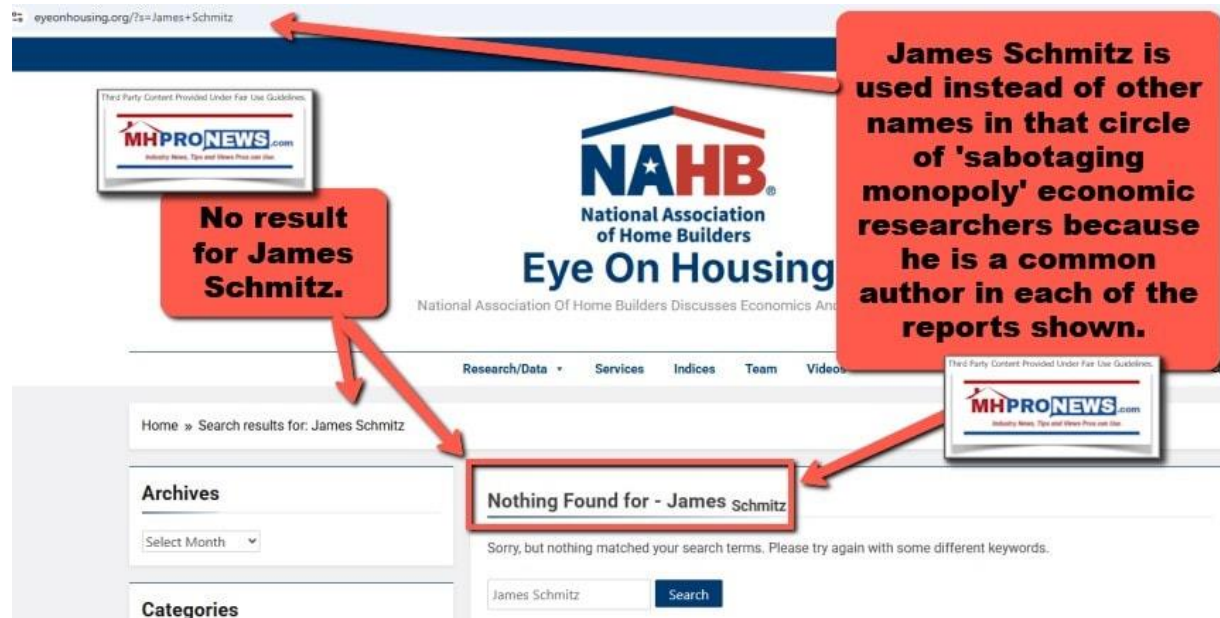 eyeonhousing.org/?s=James+Schmitz
James Schmitz is
used instead of other
names in that circle
of 'sabotaging
monopoly' economic
researchers because
he is a common
author in each of the
reports shown.
Third Party Content Provided Under Fair Use Guidelines.
MHPRONEWS.com
Industry News, Tips and Views Pros can Use
No result
for James
Schmitz.
NAHB®
National Association
of Home Builders
Eye On Housing
National Association Of Home Builders Discusses Economics And
Research/Data Services Indices Team Videos
Third Party Content Provided Under Fair Use Guidelines.
MHPRONEWS.com
Industry News, Tips and Views Pros can Use
Home » Search results for: James Schmitz
Archives
Select Month
Categories
Nothing Found for - James Schmitz
Sorry, but nothing matched your search terms. Please try again with some different keywords.
James Schmitz Search